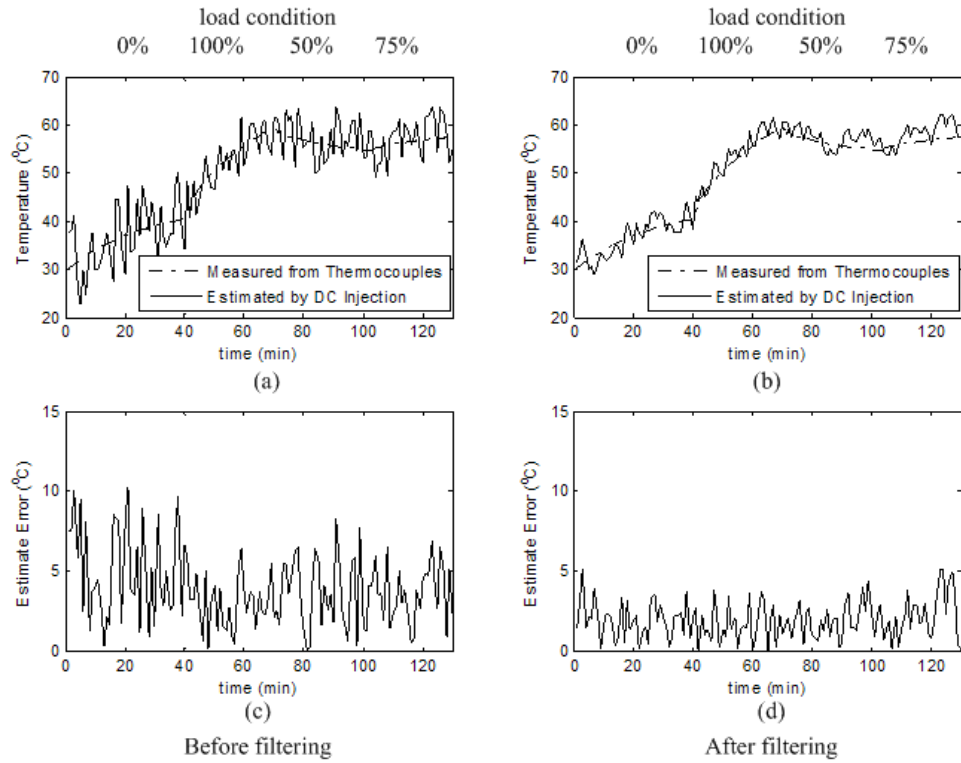 load condition
0% 100% 50% 75%
70
60
50
40
30
20
Temperature (⁰C)
Measured from Thermocouples
Estimated by DC Injection
0 20 40 60 80 100 120
time (min)
(a)
load condition
0% 100% 50% 75%
70
60
50
40
30
20
Temperature (⁰C)
Measured from Thermocouples
Estimated by DC Injection
0 20 40 60 80 100 120
time (min)
(b)
15
10
5
0
Estimate Error (⁰C)
0 20 40 60 80 100 120
time (min)
(c)
Before filtering
15
10
5
0
Estimate Error (⁰C)
0 20 40 60 80 100 120
time (min)
(d)
After filtering